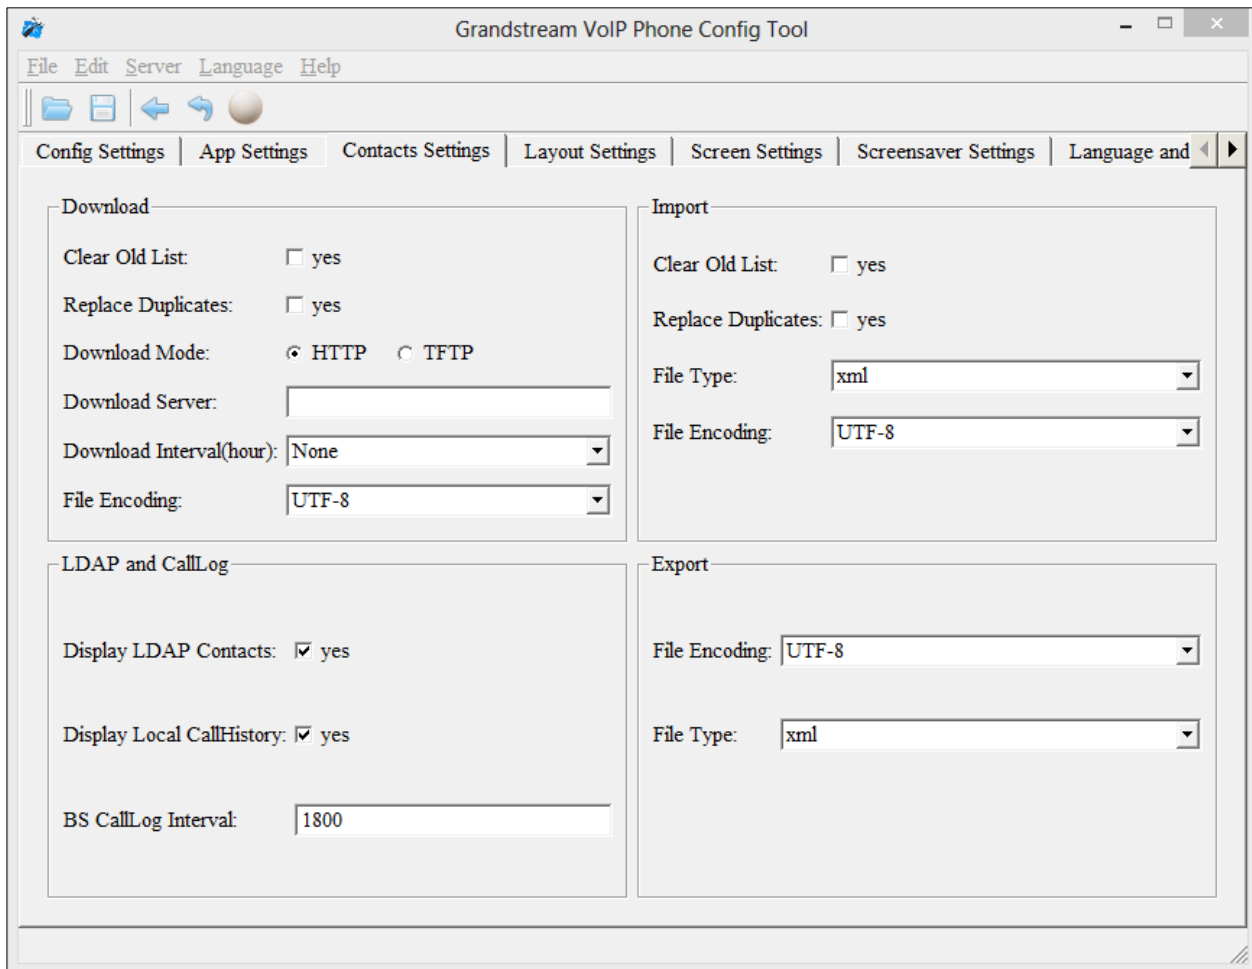 Grandstream VoIP Phone Config Tool
File Edit Server Language Help
Config Settings App Settings Contacts Settings Layout Settings Screen Settings Screensaver Settings Language and
Download
Clear Old List: yes
Replace Duplicates: yes
Download Mode: HTTP TFTP
Download Server:
Download Interval(hour): None
File Encoding: UTF-8
Import
Clear Old List: yes
Replace Duplicates: yes
File Type: xml
File Encoding: UTF-8
LDAP and CallLog
Display LDAP Contacts: yes
Display Local CallHistory: yes
BS CallLog Interval: 1800
Export
File Encoding: UTF-8
File Type: xml